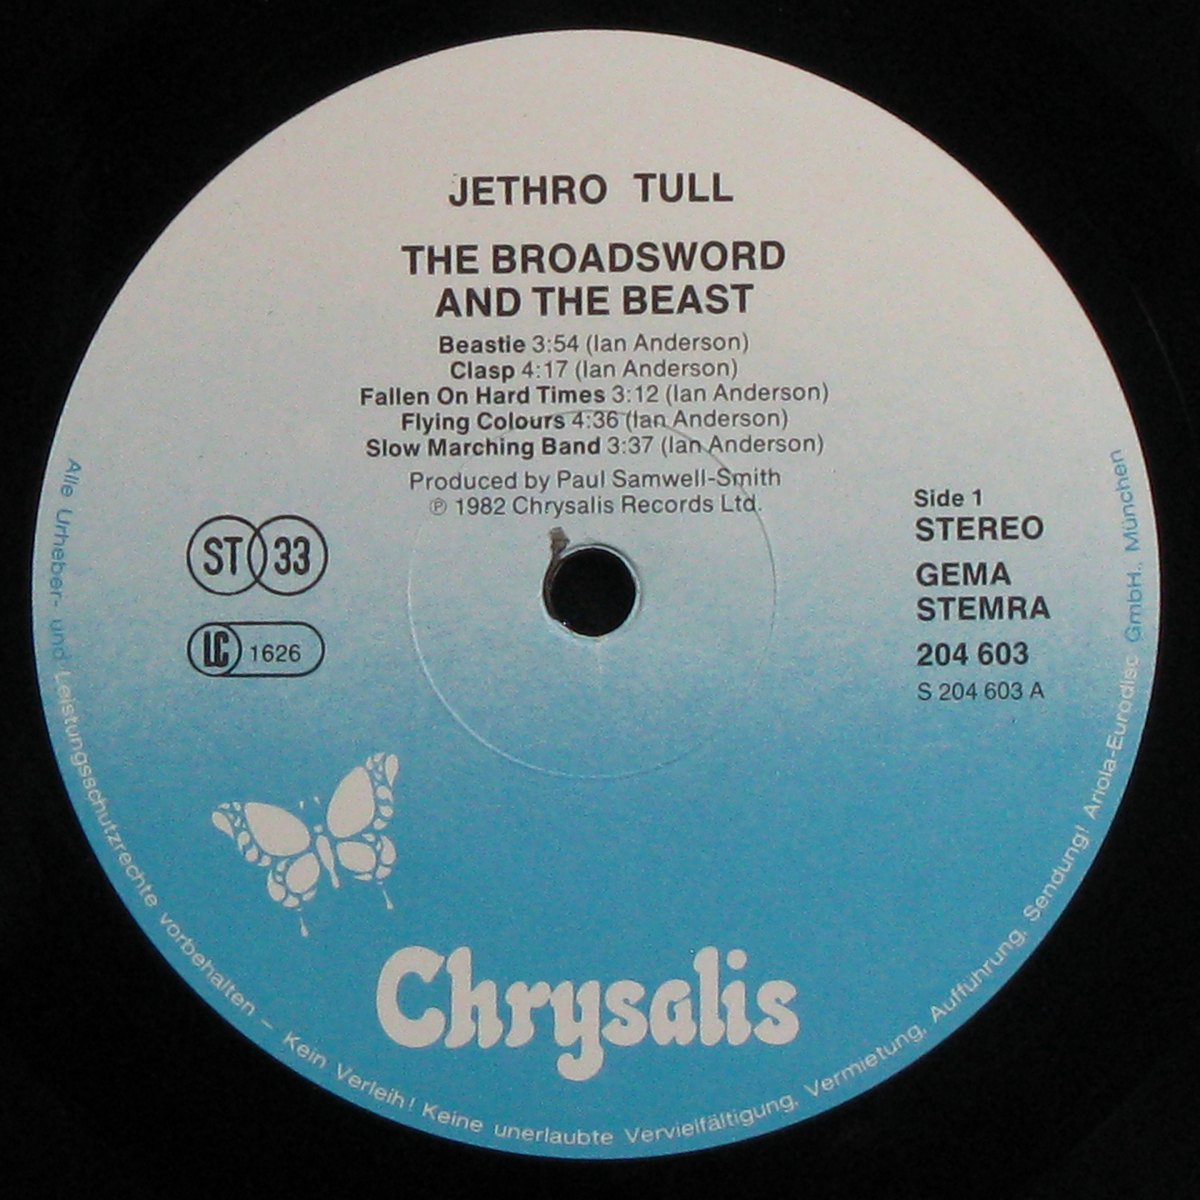 JETHRO TULL
THE BROADSWORD
AND THE BEAST
Beastie 3:54 (Ian Anderson)
Clasp 4:17 (Ian Anderson)
Fallen On Hard Times 3:12 (Ian Anderson)
Flying Colours 4:36 (Ian Anderson)
Slow Marching Band 3:37 (Ian Anderson)
Produced by Paul Samwell-Smith
℗ 1982 Chrysalis Records Ltd.
ST 33
LC 1626
Side 1
STEREO
GEMA
STEMRA
204 603
S 204 603 A
Chrysalis
Alle Urheber- und Leistungsschutzrechte vorbehalten – Kein Verleih! Keine unerlaubte Vervielfältigung, Vermietung, Aufführung, Sendung! Ariola-Eurodisc GmbH., München